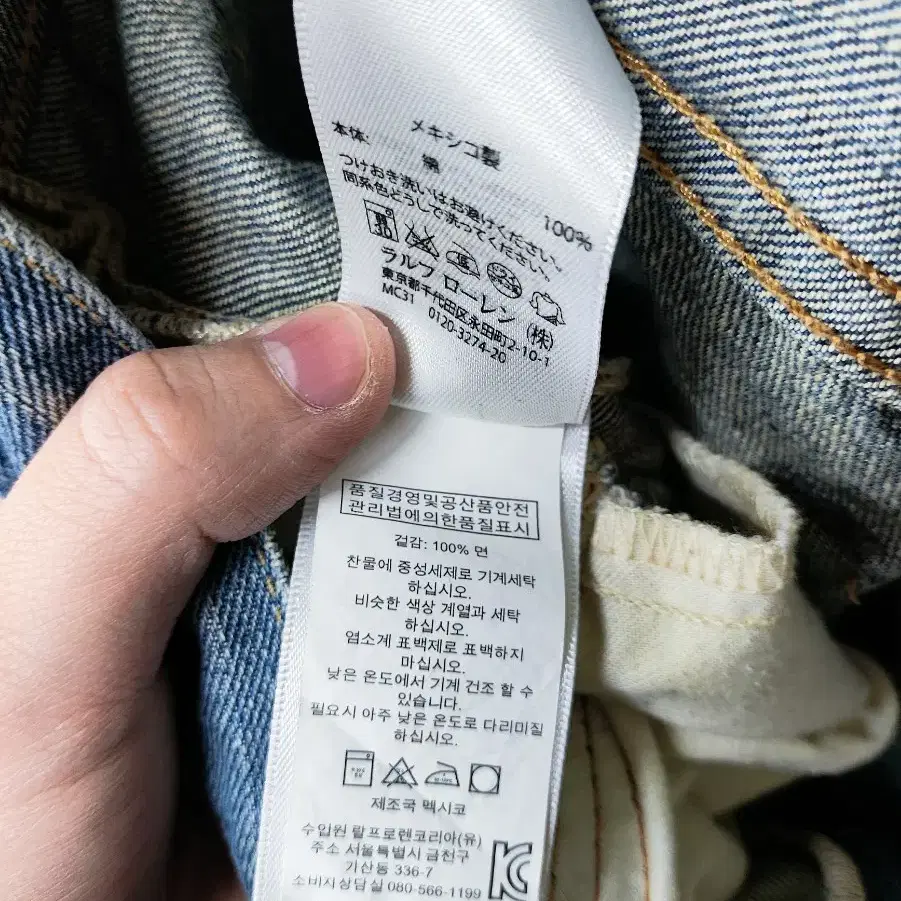 メキシコ製
本体: 綿 100%
つけおき洗いはお避けください。
同系色どうしで洗ってください。
ラルフ ローレン (株)
東京都千代田区永田町2-10-1
MC31 0120-3274-20
품질경영및공산품안전
관리법에의한품질표시
겉감: 100% 면
찬물에 중성세제로 기계세탁
하십시오.
비슷한 색상 계열과 세탁
하십시오.
염소계 표백제로 표백하지
마십시오.
낮은 온도에서 기계 건조 할 수
있습니다.
필요시 아주 낮은 온도로 다리미질
하십시오.
제조국 멕시코
수입원 랄프로렌코리아(유)
주소 서울특별시 금천구
가산동 336-7
소비자상담실 080-566-1199